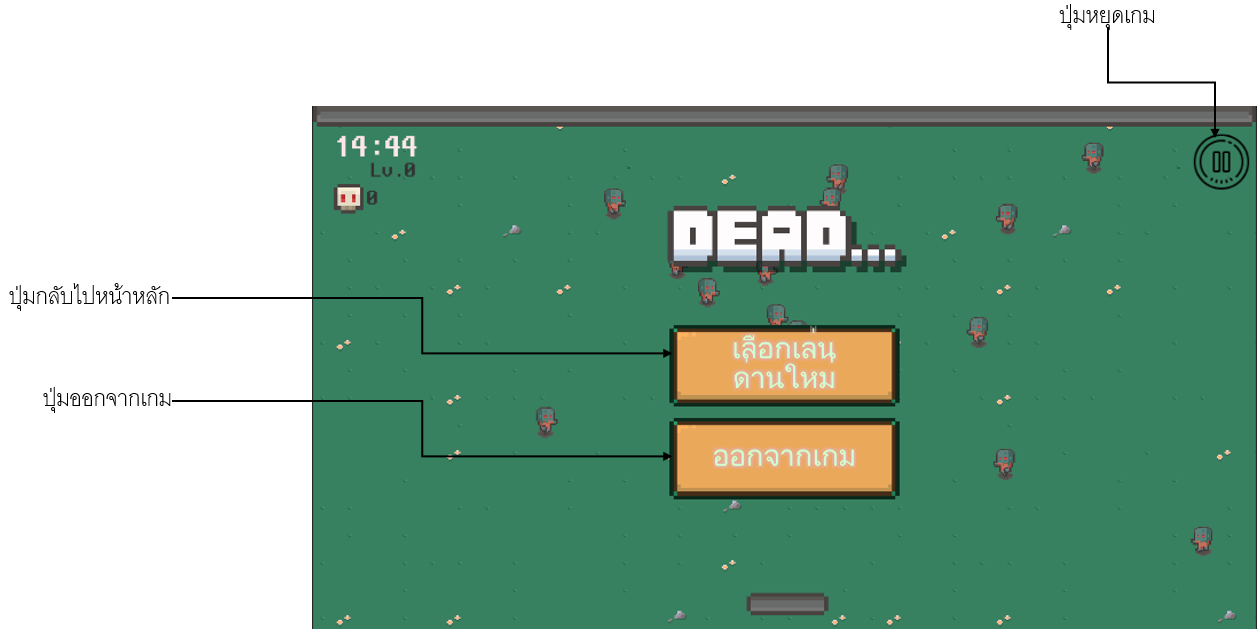 ปุ่มหยุดเกม
14:44
Lv.0
0
DEAD...
ปุ่มกลับไปหน้าหลัก
เลือกเล่น
ด่านใหม่
ปุ่มออกจากเกม
ออกจากเกม